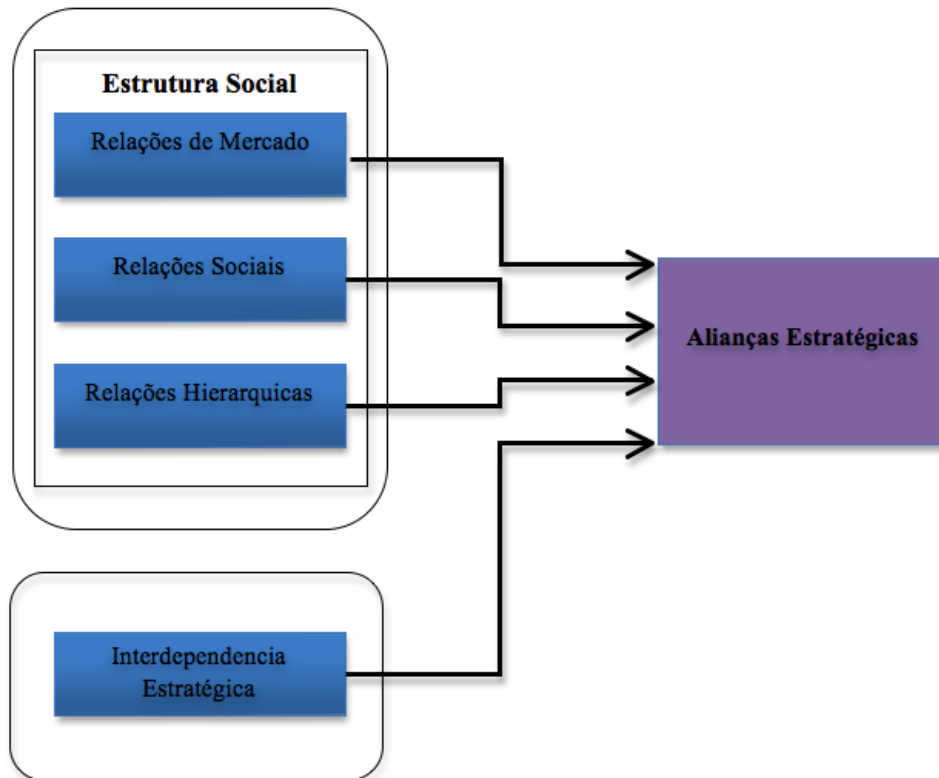 Estrutura Social
Relações de Mercado
Relações Sociais
Relações Hierarquicas
Alianças Estratégicas
Interdependencia
Estratégica